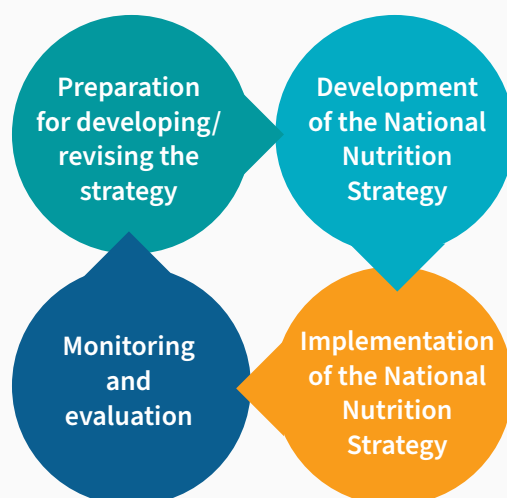 Preparation
for developing/
revising the
strategy
Development
of the National
Nutrition
Strategy
Monitoring
and
evaluation
Implementation
of the National
Nutrition
Strategy